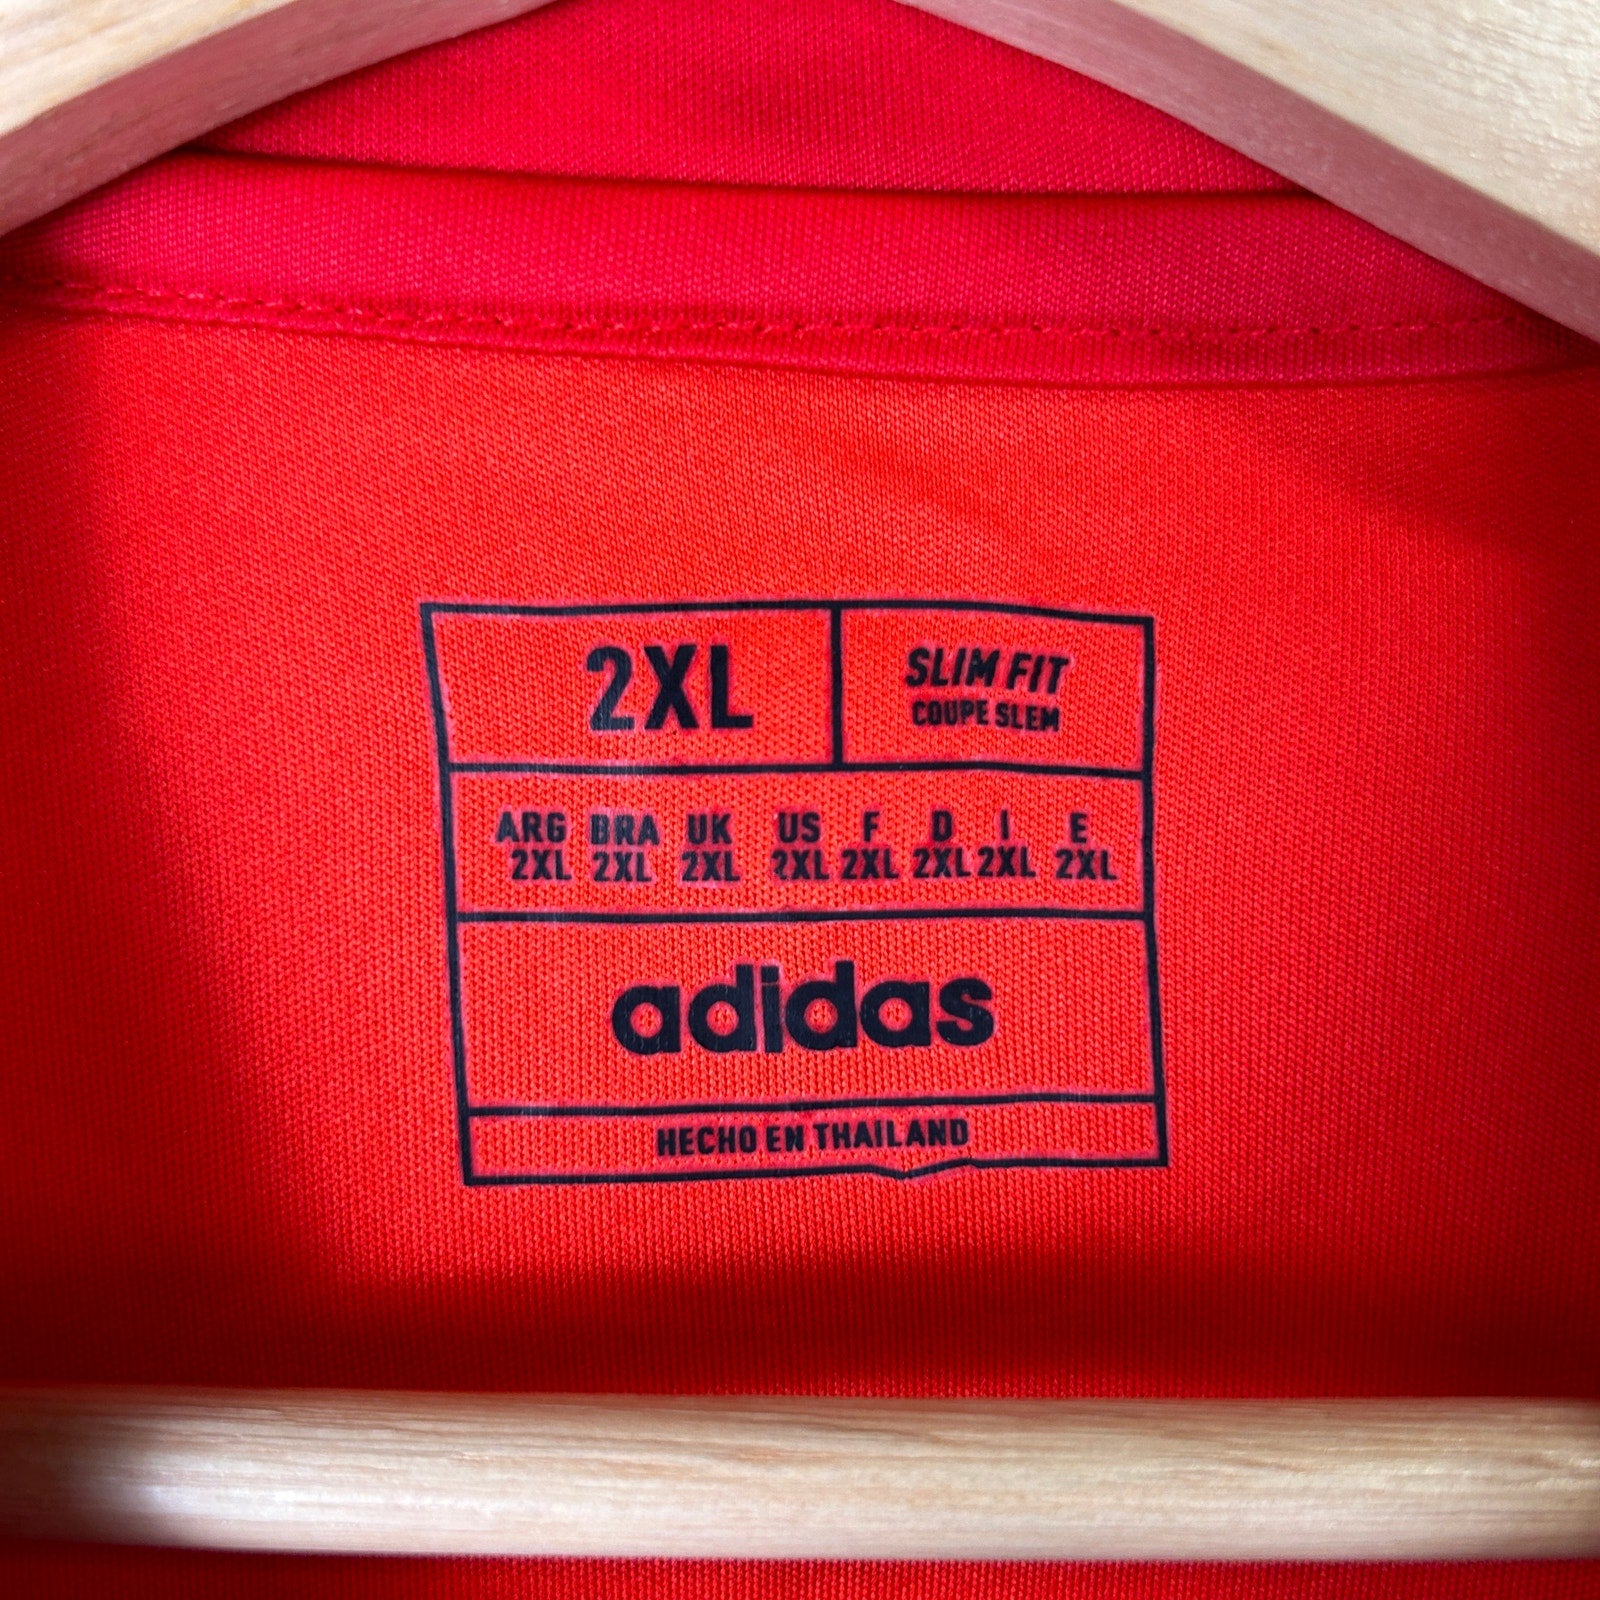 2XL
SLIM FIT
COUPE SLEM
ARG BRA UK US F D I E
2XL 2XL 2XL 2XL 2XL 2XL 2XL 2XL
adidas
HECHO EN THAILAND